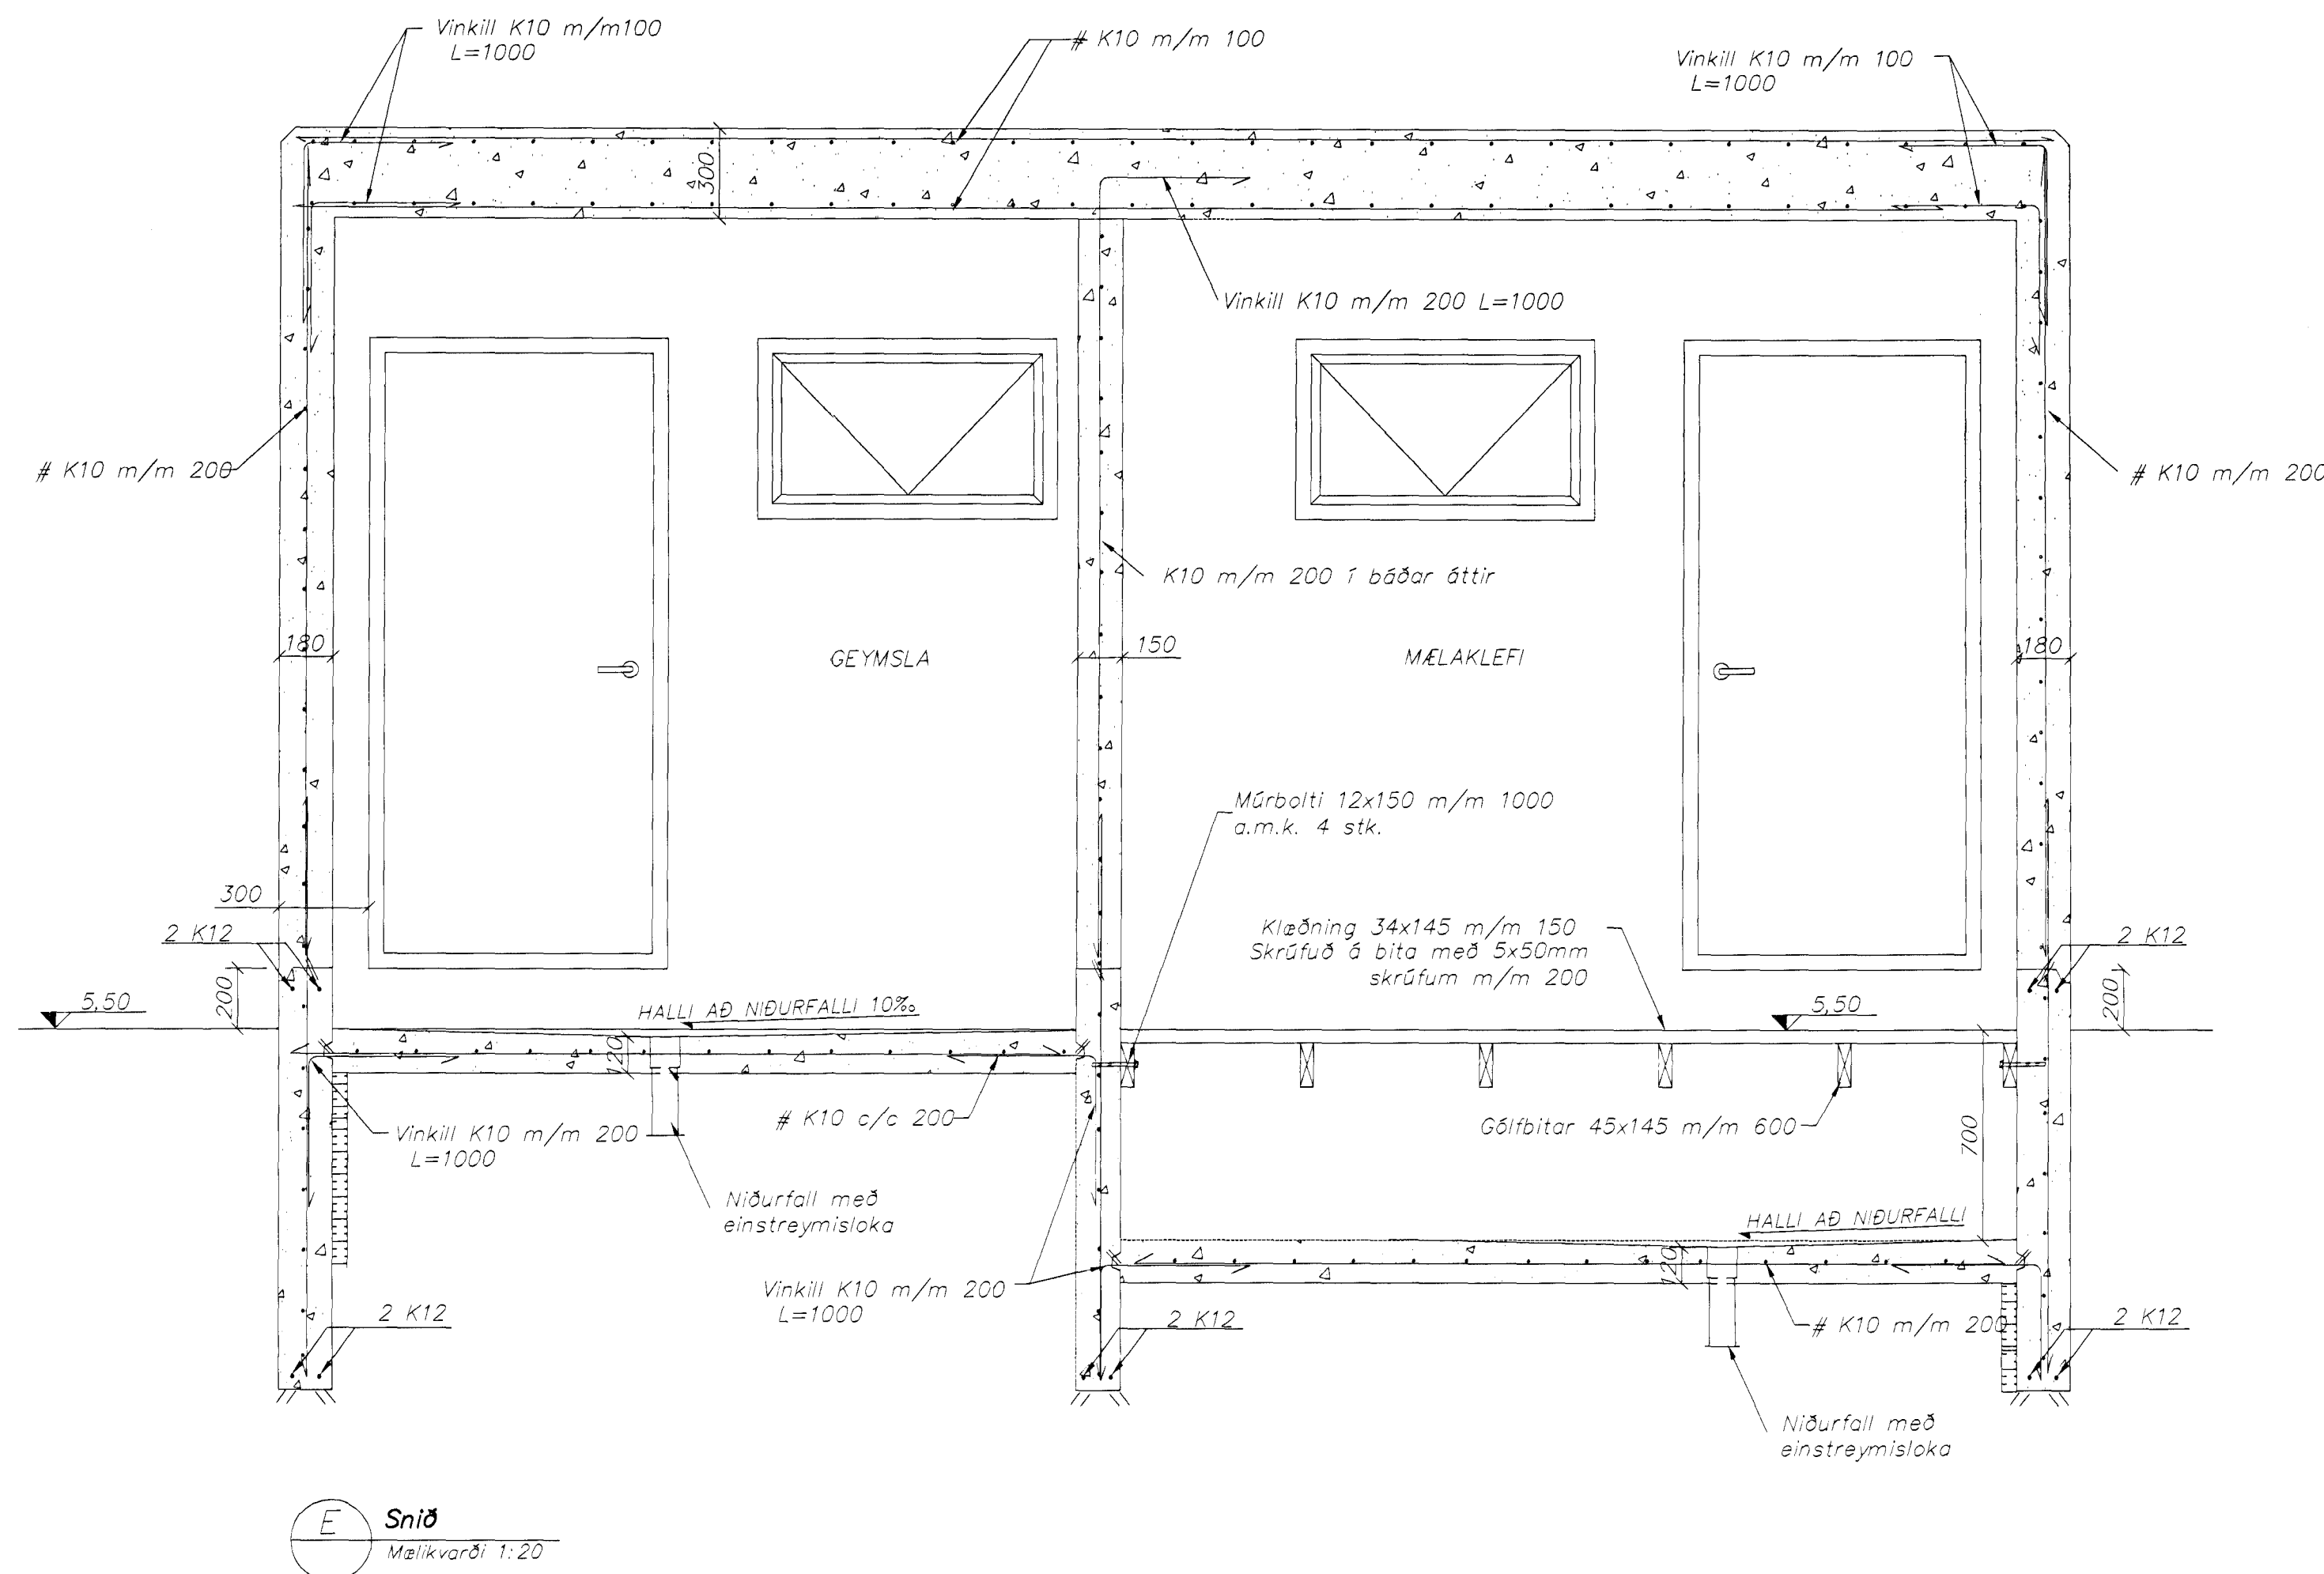 Vinkill K10 m/m100
L=1000
# K10 m/m 100
Vinkill K10 m/m 100
L=1000
300
Vinkill K10 m/m 200 L=1000
# K10 m/m 200
# K10 m/m 200
K10 m/m 200 í báðar áttir
180
GEYMSLA
150
MÆLAKLEFI
180
Múrbolti 12x150 m/m 1000
a.m.k. 4 stk.
300
2 K12
Klæðning 34x145 m/m 150
Skrúfuð á bita með 5x50mm
skrúfum m/m 200
2 K12
200
5,50
HALLI AÐ NIÐURFALLI 10‰
5,50
200
120
# K10 c/c 200
Gólfbitar 45x145 m/m 600
700
Vinkill K10 m/m 200
L=1000
Niðurfall með
einstreymisloka
HALLI AÐ NIÐURFALLI
120
Vinkill K10 m/m 200
L=1000
2 K12
2 K12
# K10 m/m 200
2 K12
Niðurfall með
einstreymisloka
E
Snið
Mælikvarði 1:20